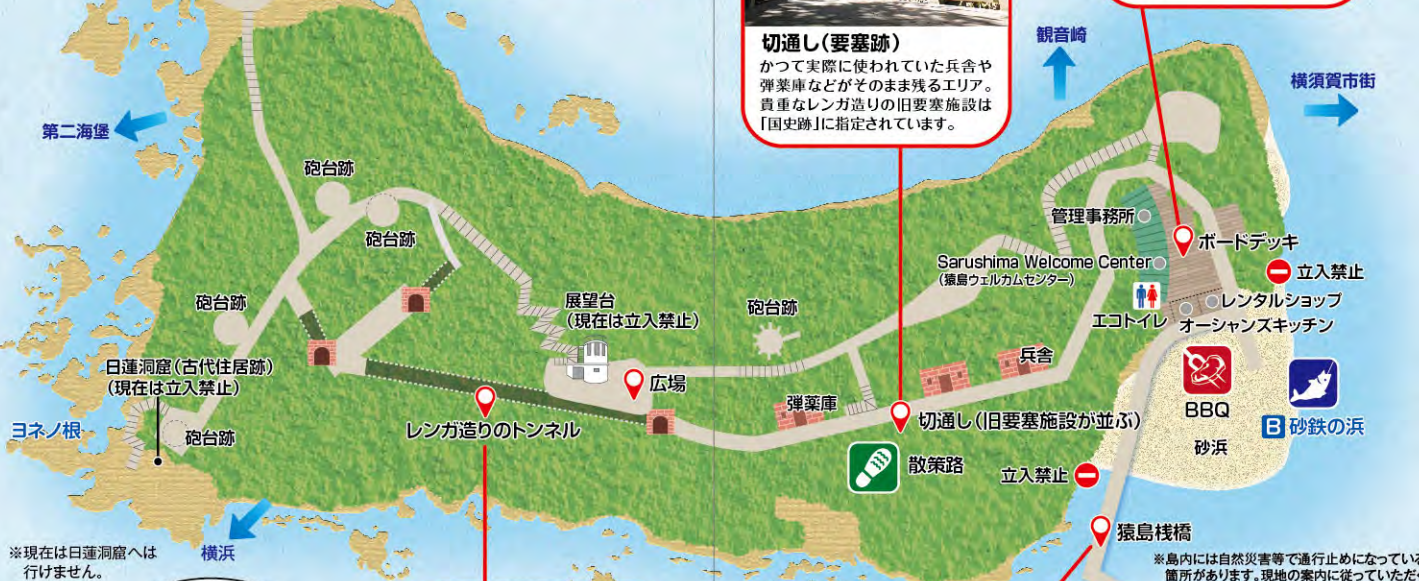 切通し(要塞跡)
かつて実際に使われていた兵舎や
弾薬庫などがそのまま残るエリア。
貴重なレンガ造りの旧要塞施設は
「国史跡」に指定されています。
観音崎
横須賀市街
第二海堡
砲台跡
砲台跡
砲台跡
管理事務所
ボードデッキ
Sarushima Welcome Center
(猿島ウェルカムセンター)
立入禁止
展望台
(現在は立入禁止)
砲台跡
レンタルショップ
エコトイレ
オーシャンズキッチン
兵舎
日蓮洞窟(古代住居跡)
(現在は立入禁止)
広場
弾薬庫
BBQ
砂浜
B 砂鉄の浜
ヨネノ根
砲台跡
レンガ造りのトンネル
切通し(旧要塞施設が並ぶ)
散策路
立入禁止
猿島桟橋
横浜
※現在は日蓮洞窟へは
行けません。
※島内には自然災害等で通行止めになっている
箇所があります。現地の案内に従っていただ